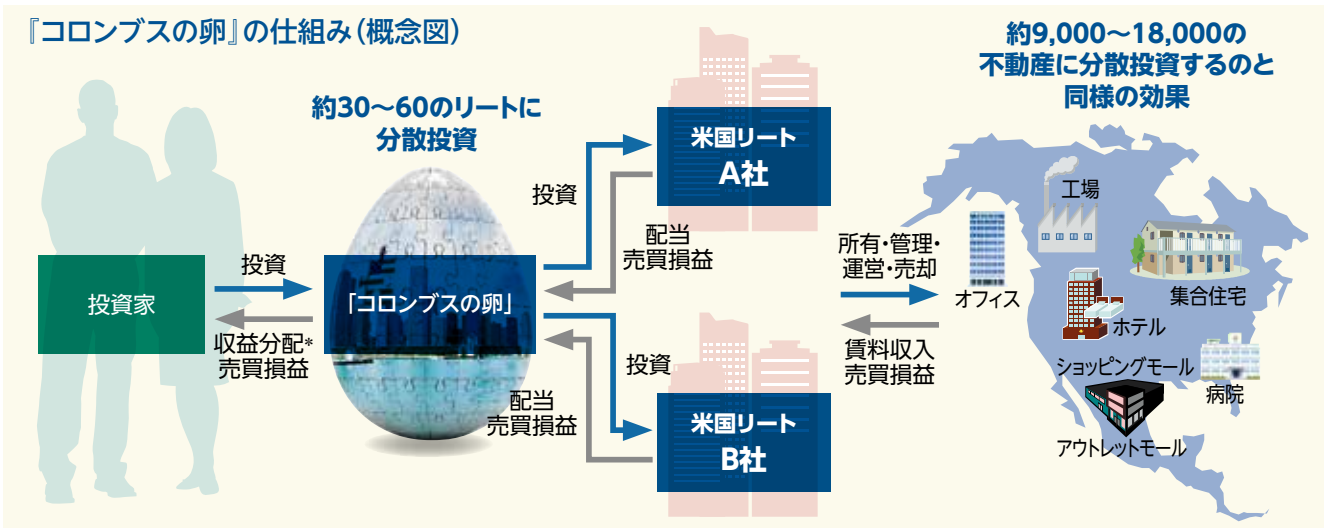 『コロンブスの卵』の仕組み(概念図)
約30〜60のリートに
分散投資
約9,000〜18,000の
不動産に分散投資するのと
同様の効果
投資家
投資
収益分配*
売買損益
「コロンブスの卵」
投資
配当
売買損益
投資
配当
売買損益
米国リート
A社
米国リート
B社
所有・管理・
運営・売却
賃料収入
売買損益
工場
オフィス
集合住宅
ホテル
ショッピングモール
病院
アウトレットモール